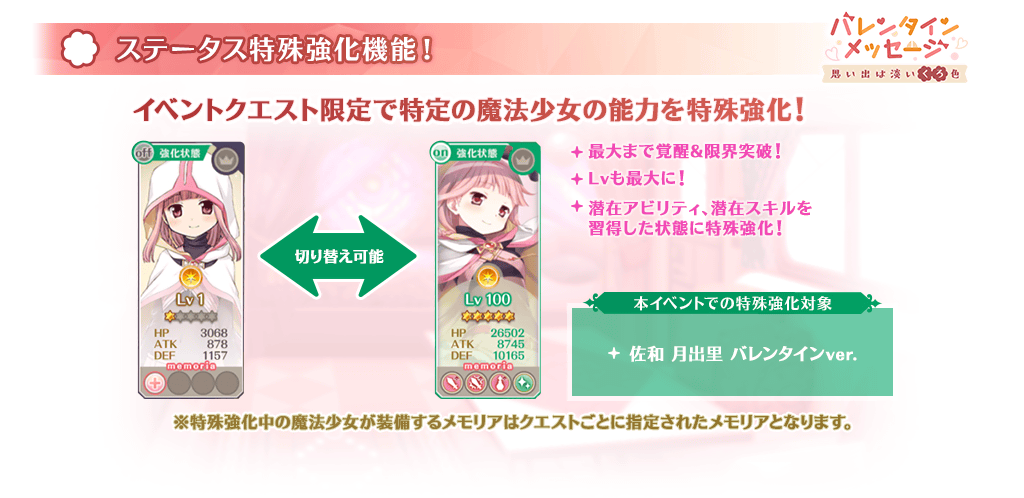 ステータス特殊強化機能！
バレンタイン
メッセージ
思い出は淡いくろ色
イベントクエスト限定で特定の魔法少女の能力を特殊強化！
off 強化状態
Lv 1
HP 3068
ATK 878
DEF 1157
memoria
切り替え可能
on 強化状態
Lv 100
HP 26502
ATK 8745
DEF 10165
memoria
最大まで覚醒&限界突破！
Lvも最大に！
潜在アビリティ、潜在スキルを
習得した状態に特殊強化！
本イベントでの特殊強化対象
佐和 月出里 バレンタインver.
※特殊強化中の魔法少女が装備するメモリアはクエストごとに指定されたメモリアとなります。